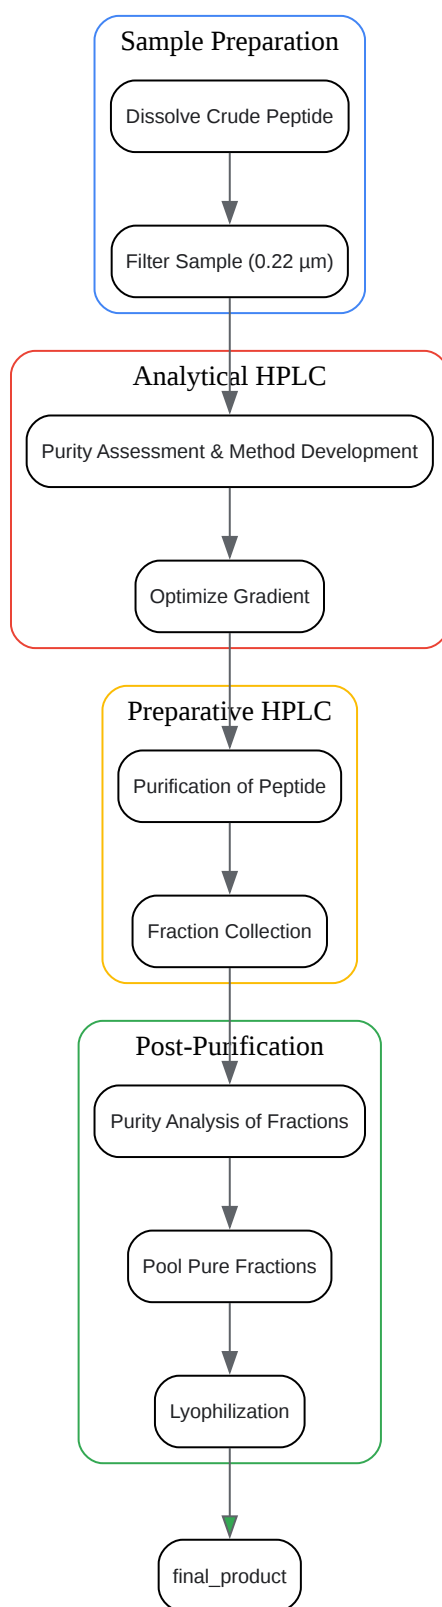 Sample Preparation
Dissolve Crude Peptide
Filter Sample (0.22 µm)
Analytical HPLC
Purity Assessment & Method Development
Optimize Gradient
Preparative HPLC
Purification of Peptide
Fraction Collection
Post-Purification
Purity Analysis of Fractions
Pool Pure Fractions
Lyophilization
final_product